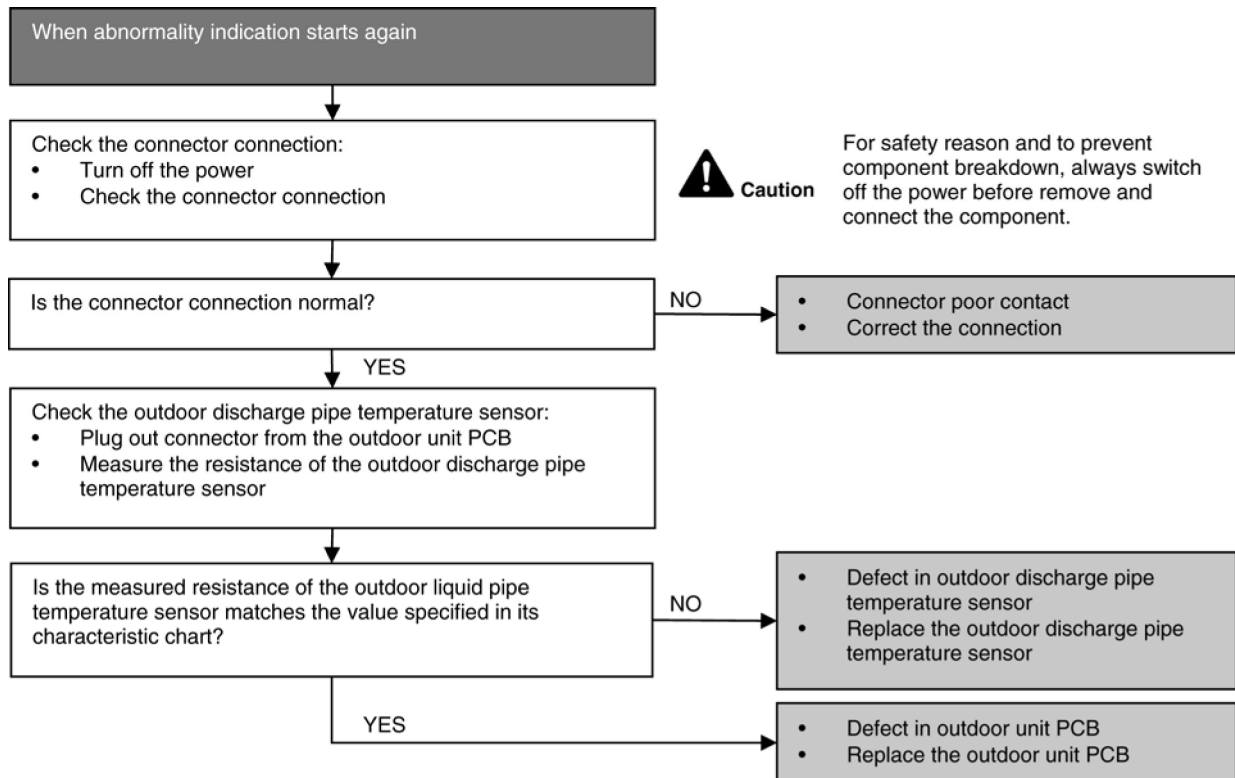 When abnormality indication starts again
Check the connector connection:
• Turn off the power
• Check the connector connection
Caution
For safety reason and to prevent
component breakdown, always switch
off the power before remove and
connect the component.
Is the connector connection normal?
NO
• Connector poor contact
• Correct the connection
YES
Check the outdoor discharge pipe temperature sensor:
• Plug out connector from the outdoor unit PCB
• Measure the resistance of the outdoor discharge pipe
temperature sensor
Is the measured resistance of the outdoor liquid pipe
temperature sensor matches the value specified in its
characteristic chart?
NO
• Defect in outdoor discharge pipe
temperature sensor
• Replace the outdoor discharge pipe
temperature sensor
YES
• Defect in outdoor unit PCB
• Replace the outdoor unit PCB